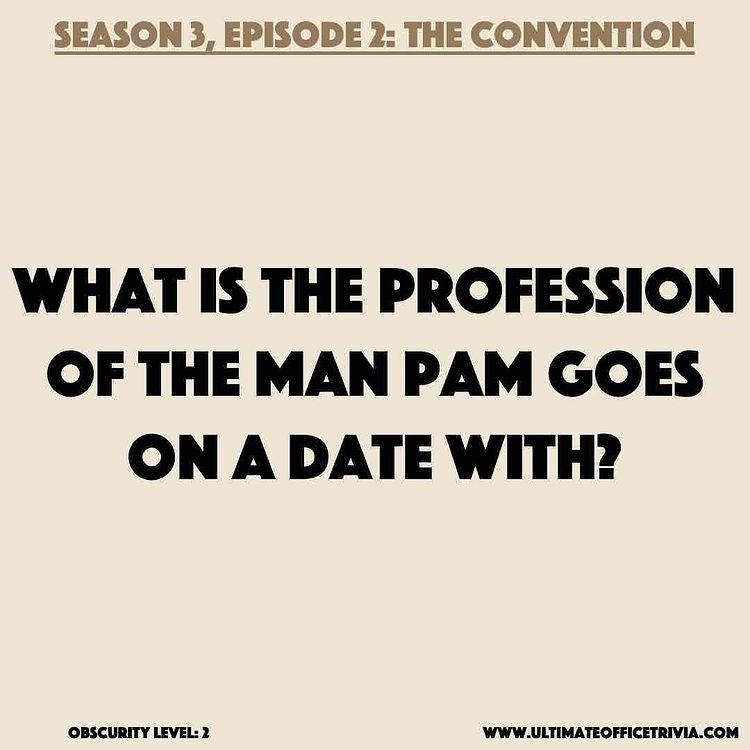 SEASON 3, EPISODE 2: THE CONVENTION
WHAT IS THE PROFESSION
OF THE MAN PAM GOES
ON A DATE WITH?
OBSCURITY LEVEL: 2
WWW.ULTIMATEOFFICETRIVIA.COM